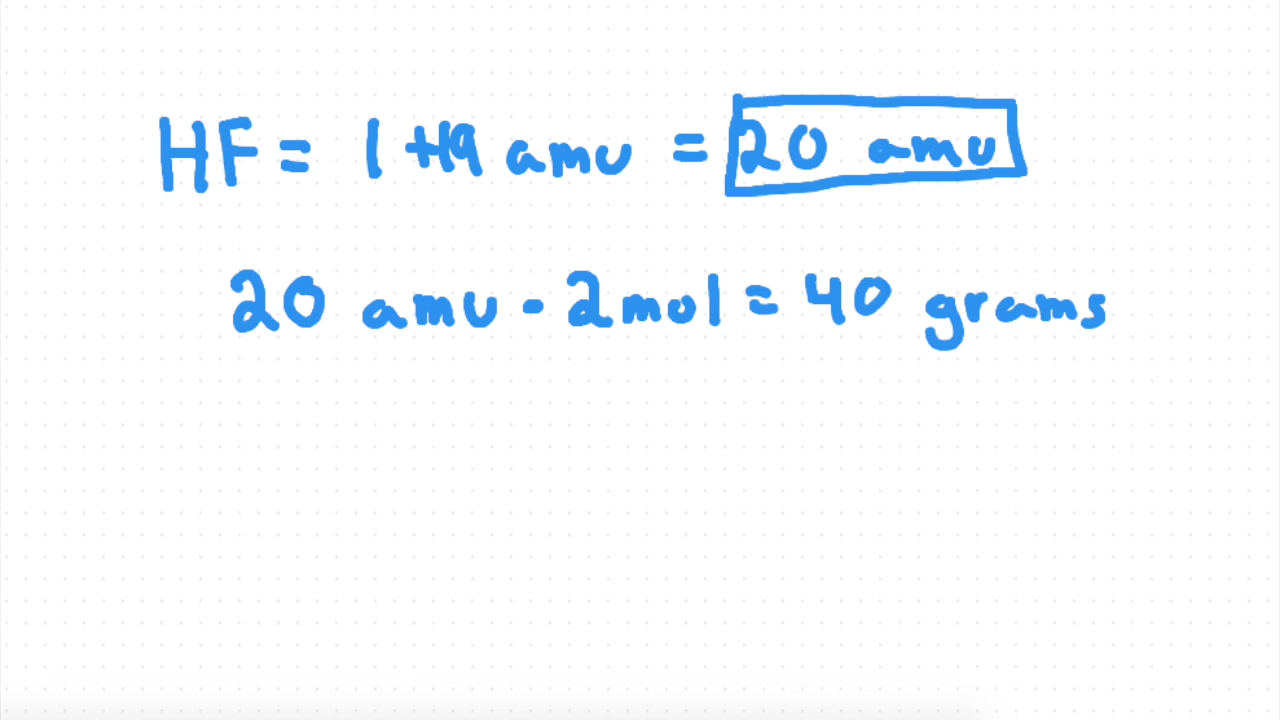 HF = 1+19 amu = 20 amu
20 amu - 2mol = 40 grams